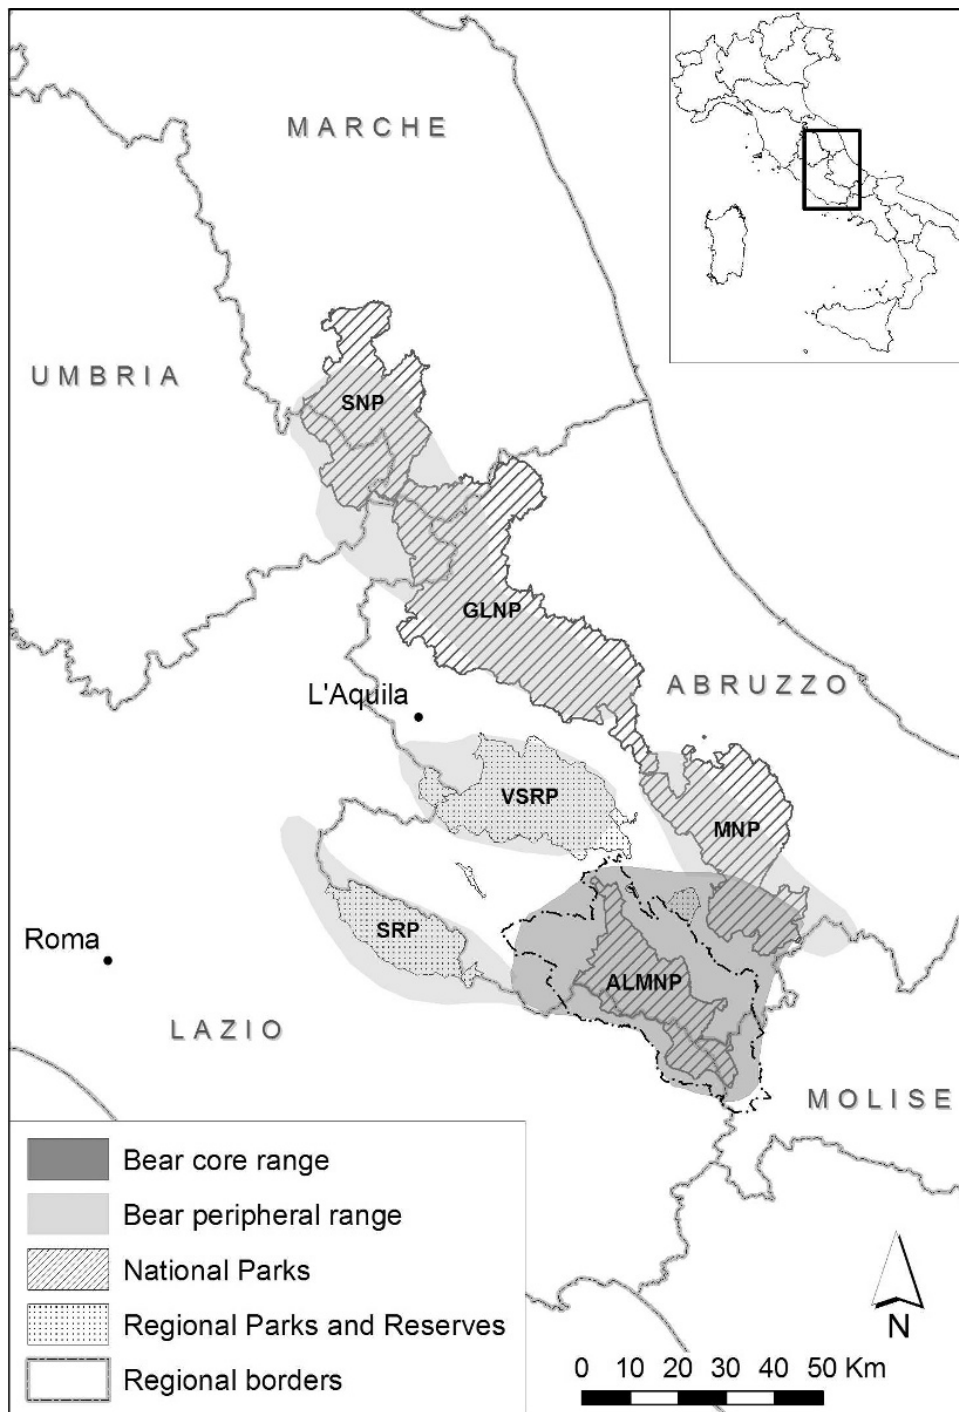 MARCHE
UMBRIA
SNP
GLNP
ABRUZZO
L'Aquila
VSRP
MNP
SRP
Roma
ALMNP
LAZIO
MOLISE
Bear core range
Bear peripheral range
National Parks
Regional Parks and Reserves
Regional borders
N
0 10 20 30 40 50 Km